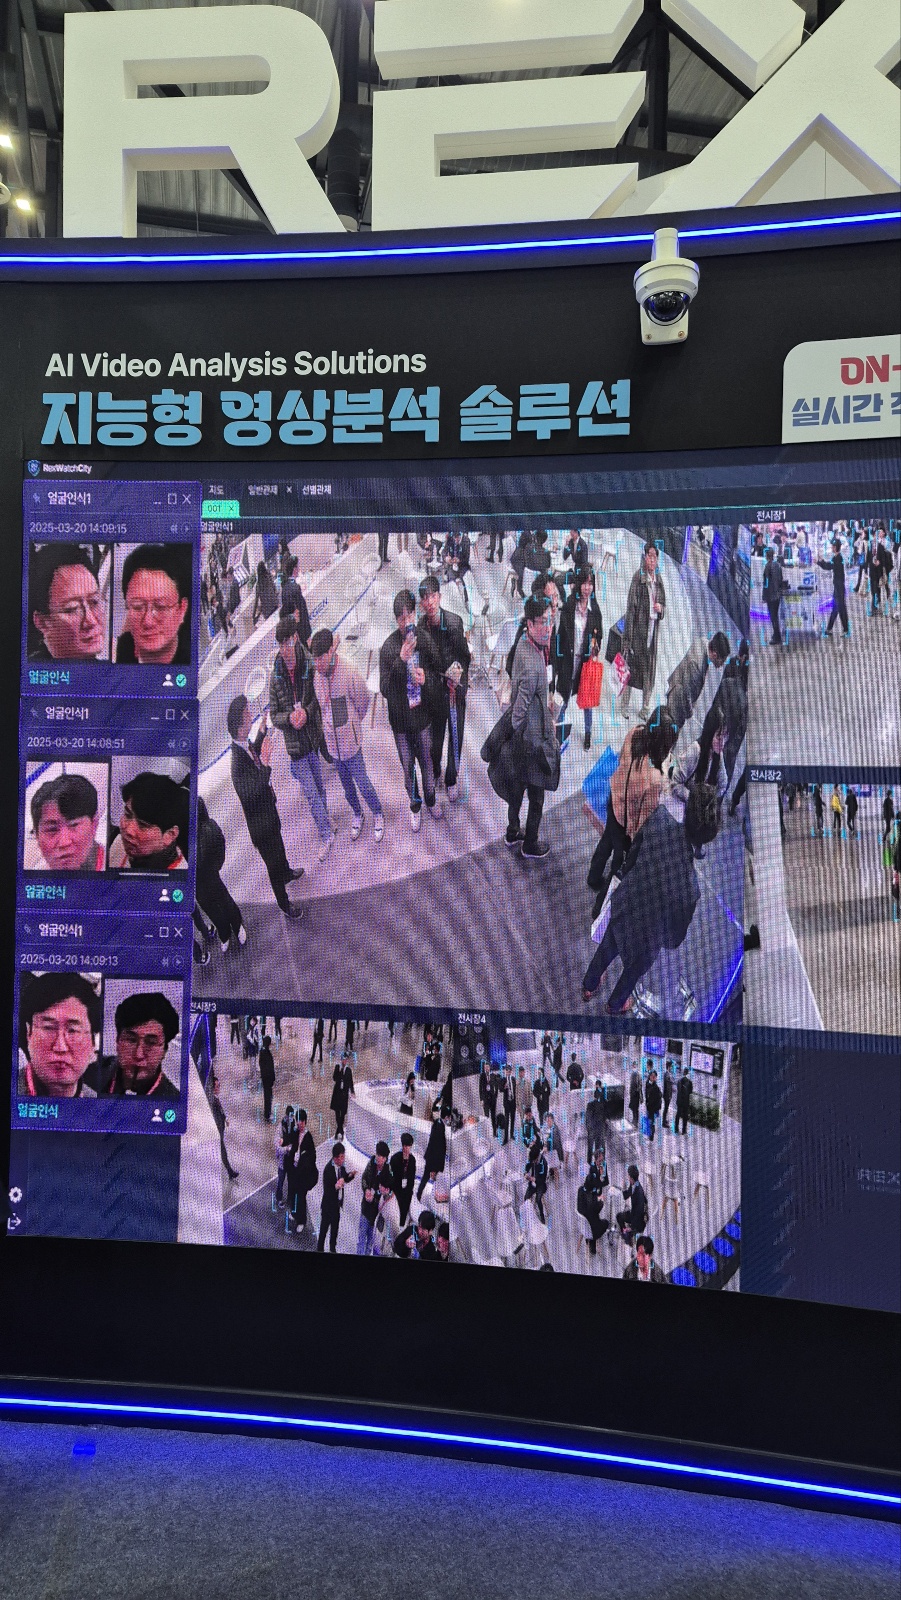 REX
AI Video Analysis Solutions
지능형 영상분석 솔루션
ON-
실시간
RexWatchCity
얼굴인식1
2025-03-20 14:09:15
얼굴인식
얼굴인식1
2025-03-20 14:08:51
얼굴인식
얼굴인식1
2025-03-20 14:09:13
얼굴인식
지도 일반관제 선별관제
001
얼굴인식1
전시장1
전시장2
전시장3
전시장4
REX